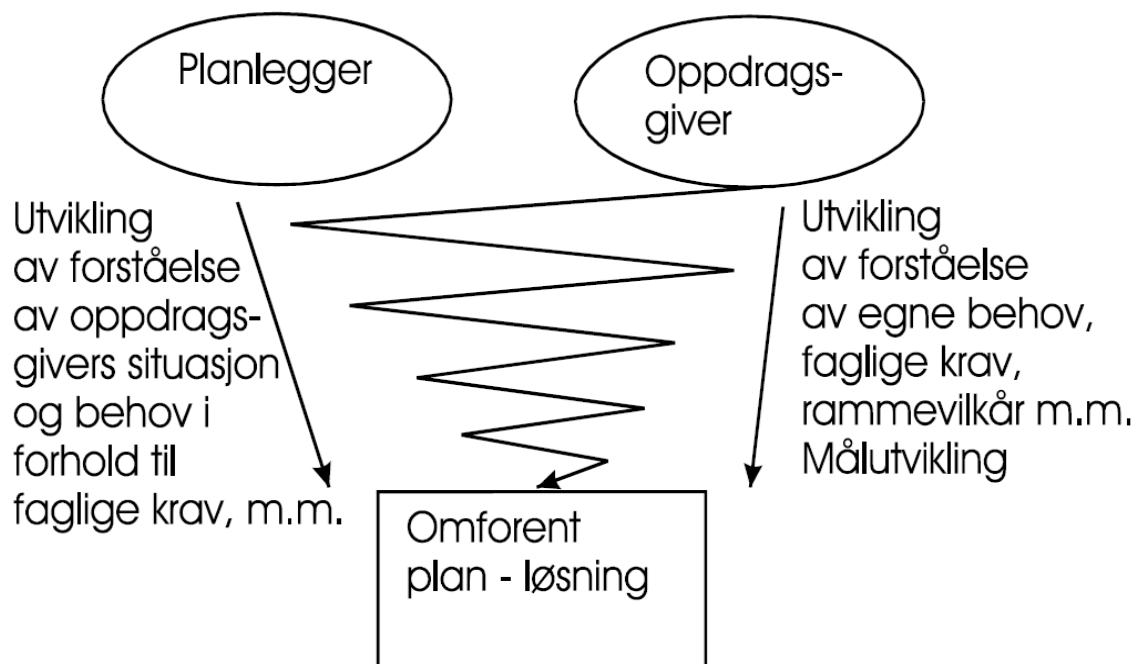 Planlegger
Oppdrags-
giver
Utvikling
av forståelse
av oppdrags-
givers situasjon
og behov i
forhold til
faglige krav, m.m.
Utvikling
av forståelse
av egne behov,
faglige krav,
rammevilkår m.m.
Målutvikling
Omforent
plan - løsning